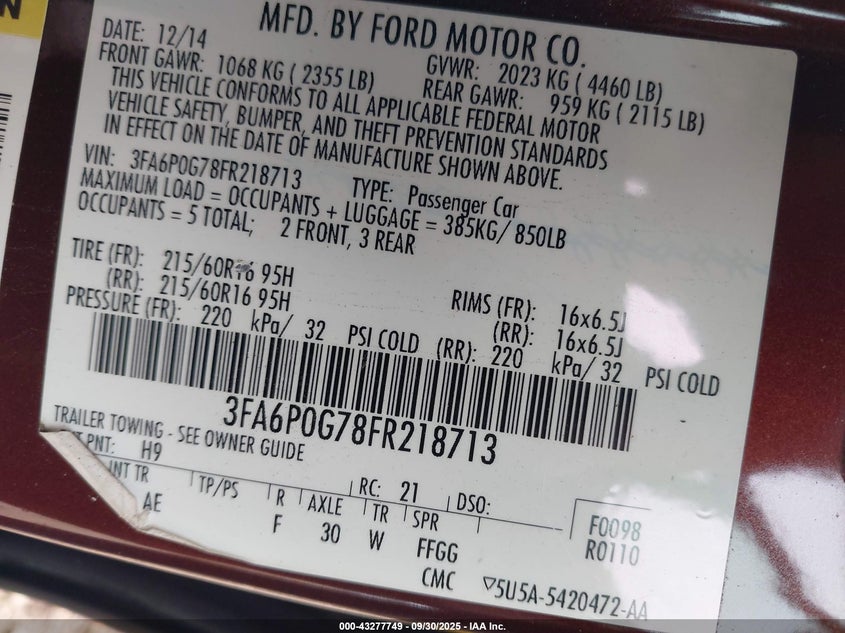 N
MFD. BY FORD MOTOR CO.
DATE: 12/14
GVWR: 2023 KG ( 4460 LB)
FRONT GAWR: 1068 KG ( 2355 LB)
REAR GAWR: 959 KG ( 2115 LB)
THIS VEHICLE CONFORMS TO ALL APPLICABLE FEDERAL MOTOR
VEHICLE SAFETY, BUMPER, AND THEFT PREVENTION STANDARDS
IN EFFECT ON THE DATE OF MANUFACTURE SHOWN ABOVE.
VIN: 3FA6P0G78FR218713
TYPE: Passenger Car
MAXIMUM LOAD = OCCUPANTS + LUGGAGE = 385KG/ 850LB
OCCUPANTS = 5 TOTAL; 2 FRONT, 3 REAR
TIRE (FR): 215/60R16 95H
RIMS (FR): 16x6.5J
(RR): 215/60R16 95H
(RR): 16x6.5J
PRESSURE (FR): 220 kPa/ 32 PSI COLD (RR): 220 kPa/ 32 PSI COLD
3FA6P0G78FR218713
TRAILER TOWING - SEE OWNER GUIDE
PNT: H9
RC: 21 DSO:
INT TR TP/PS R AXLE TR SPR
AE F 30 W FFGG
F0098
R0110
CMC 5U5A-5420472-AA
000-43277749 - 09/30/2025 - IAA Inc.